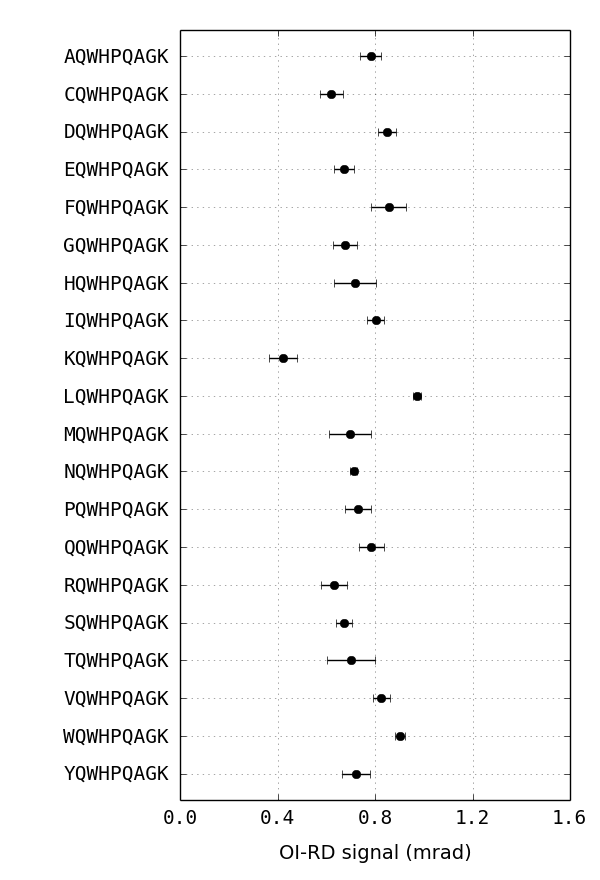 AQWHPQAGK
CQWHPQAGK
DQWHPQAGK
EQWHPQAGK
FQWHPQAGK
GQWHPQAGK
HQWHPQAGK
IQWHPQAGK
KQWHPQAGK
LQWHPQAGK
MQWHPQAGK
NQWHPQAGK
PQWHPQAGK
QQWHPQAGK
RQWHPQAGK
SQWHPQAGK
TQWHPQAGK
VQWHPQAGK
WQWHPQAGK
YQWHPQAGK
0.0 0.4 0.8 1.2 1.6
OI-RD signal (mrad)